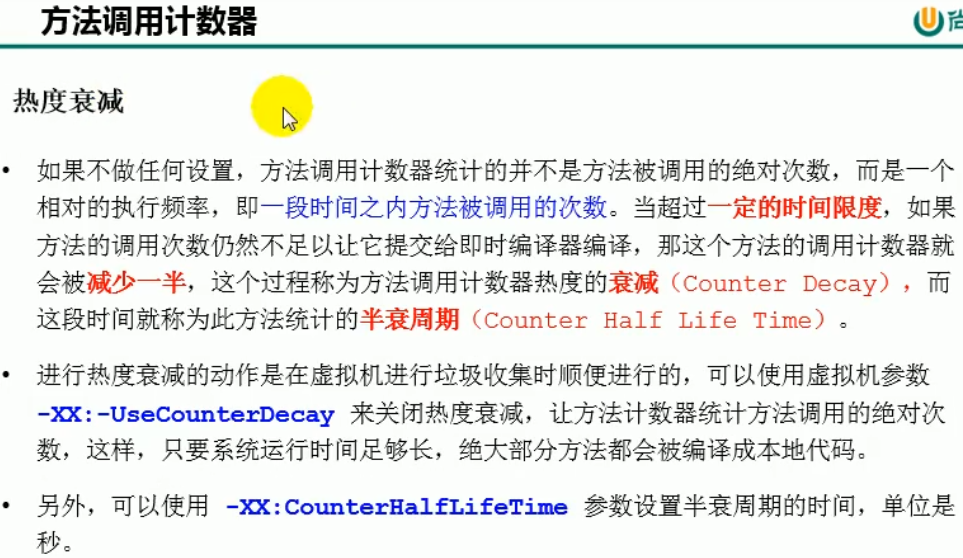 方法调用计数器
尚
热度衰减
• 如果不做任何设置，方法调用计数器统计的并不是方法被调用的绝对次数，而是一个
相对的执行频率，即一段时间之内方法被调用的次数。当超过一定的时间限度，如果
方法的调用次数仍然不足以让它提交给即时编译器编译，那这个方法的调用计数器就
会被减少一半，这个过程称为方法调用计数器热度的衰减（Counter Decay），而
这段时间就称为此方法统计的半衰周期（Counter Half Life Time）。
• 进行热度衰减的动作是在虚拟机进行垃圾收集时顺便进行的，可以使用虚拟机参数
-XX:-UseCounterDecay 来关闭热度衰减，让方法计数器统计方法调用的绝对次
数，这样，只要系统运行时间足够长，绝大部分方法都会被编译成本地代码。
• 另外，可以使用 -XX:CounterHalfLifeTime 参数设置半衰周期的时间，单位是
秒。